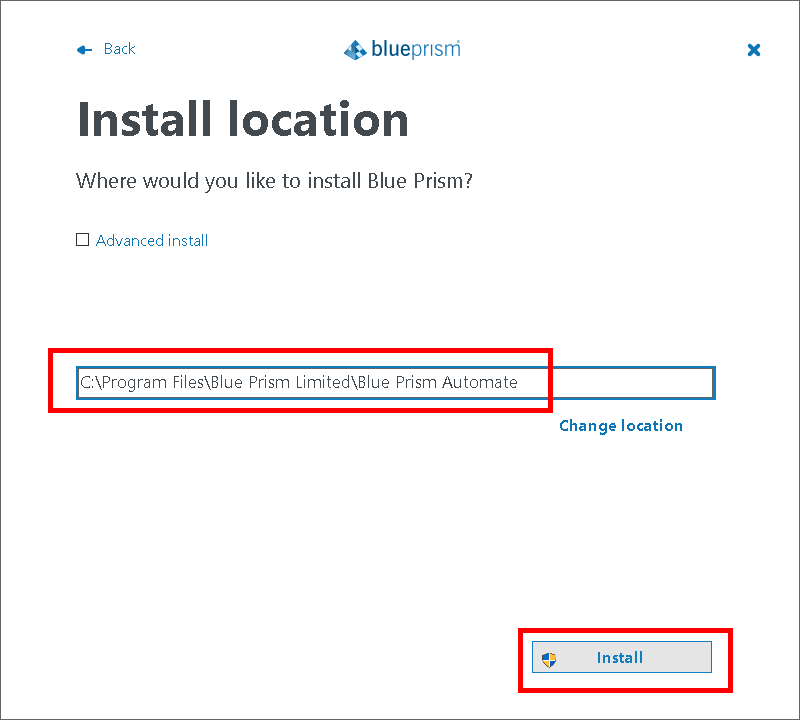 Back
blueprism
Install location
Where would you like to install Blue Prism?
Advanced install
C:\Program Files\Blue Prism Limited\Blue Prism Automate
Change location
Install